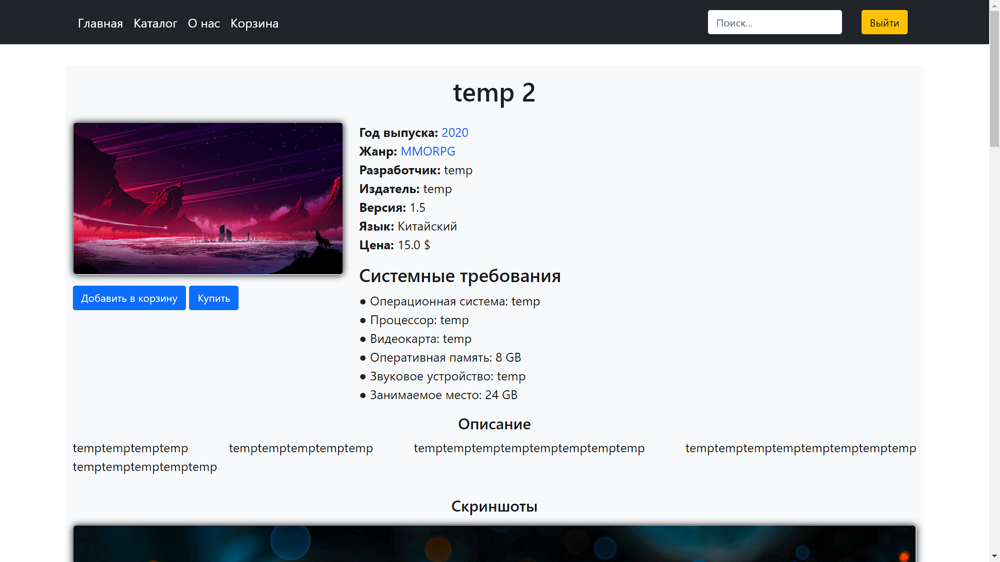 Главная Каталог О нас Корзина Поиск... Выйти
temp 2
Год выпуска: 2020
Жанр: MMORPG
Разработчик: temp
Издатель: temp
Версия: 1.5
Язык: Китайский
Цена: 15.0 $
Добавить в корзину Купить
Системные требования
● Операционная система: temp
● Процессор: temp
● Видеокарта: temp
● Оперативная память: 8 GB
● Звуковое устройство: temp
● Занимаемое место: 24 GB
Описание
temptemptemptemp temptemptemptemptemp temptemptemptemptemptemptemptemp temptemptemptemptemptemptemptemp
temptemptemptemptemp
Скриншоты